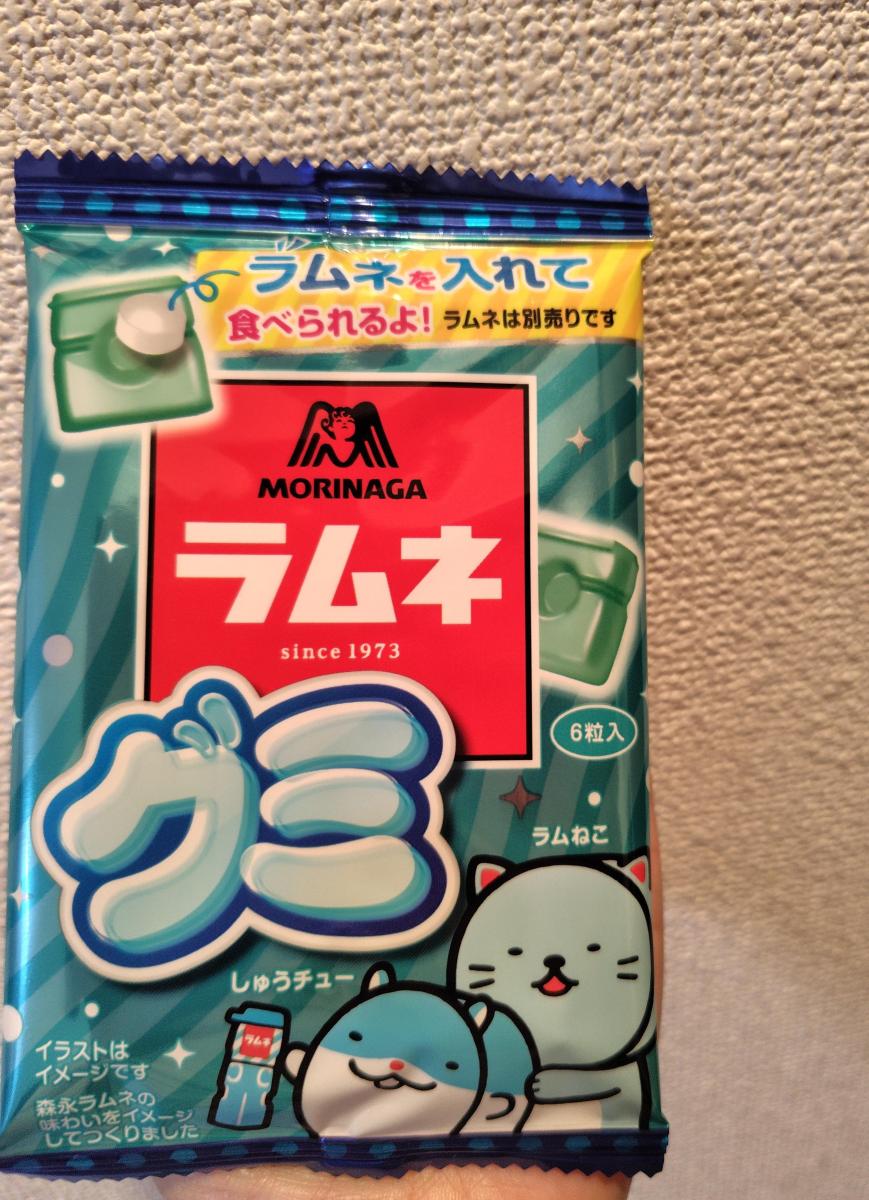 ラムネを入れて
食べられるよ! ラムネは別売りです
MORINAGA
ラムネ
since 1973
グミ
6粒入
ラムねこ
しゅうチュー
ラムネ
イラストは
イメージです
森永ラムネの
味わいをイメージ
してつくりました